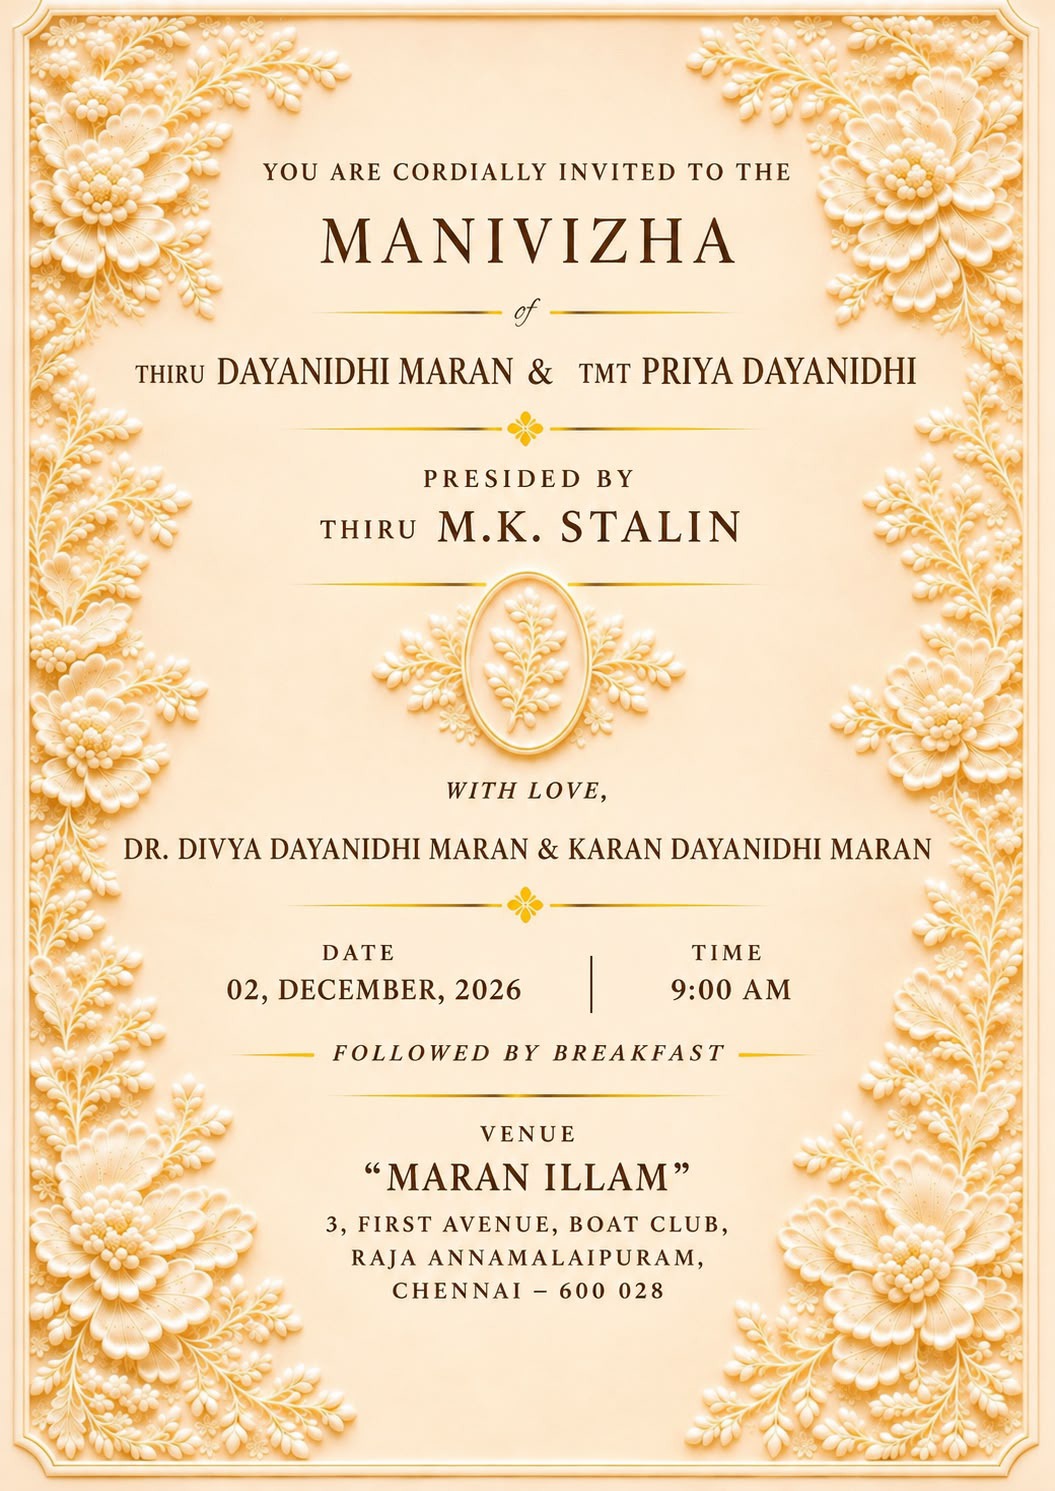 YOU ARE CORDIALLY INVITED TO THE
MANIVIZHA
of
THIRU DAYANIDHI MARAN & TMT PRIYA DAYANIDHI
PRESIDED BY
THIRU M.K. STALIN
WITH LOVE,
DR. DIVYA DAYANIDHI MARAN & KARAN DAYANIDHI MARAN
DATE
02, DECEMBER, 2026
TIME
9:00 AM
FOLLOWED BY BREAKFAST
VENUE
“MARAN ILLAM”
3, FIRST AVENUE, BOAT CLUB,
RAJA ANNAMALAIPURAM,
CHENNAI – 600 028